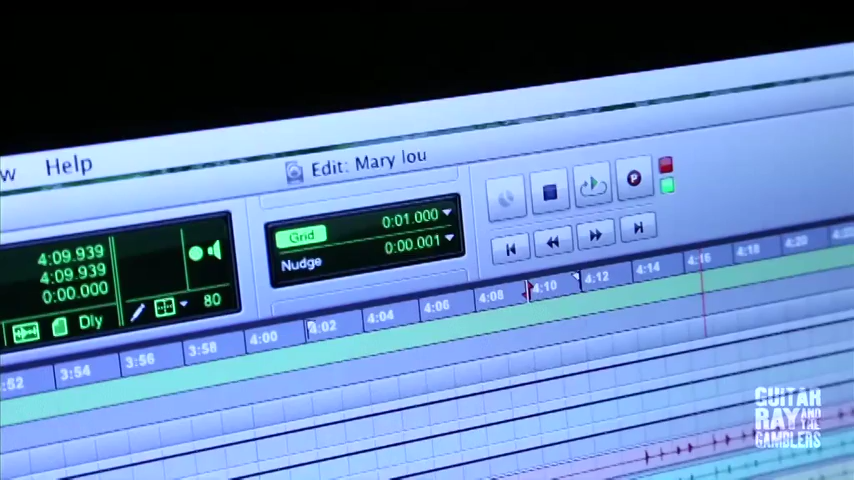 w Help
Edit: Mary lou
4:09.939
4:09.939
0:00.000
Dly
80
Grid 0:01.000
Nudge 0:00.001
P
:52 3:54 3:56 3:58 4:00 4:02 4:04 4:06 4:08 4:10 4:12 4:14 4:16 4:18 4:20
GUITAR
RAY AND THE
GAMBLERS